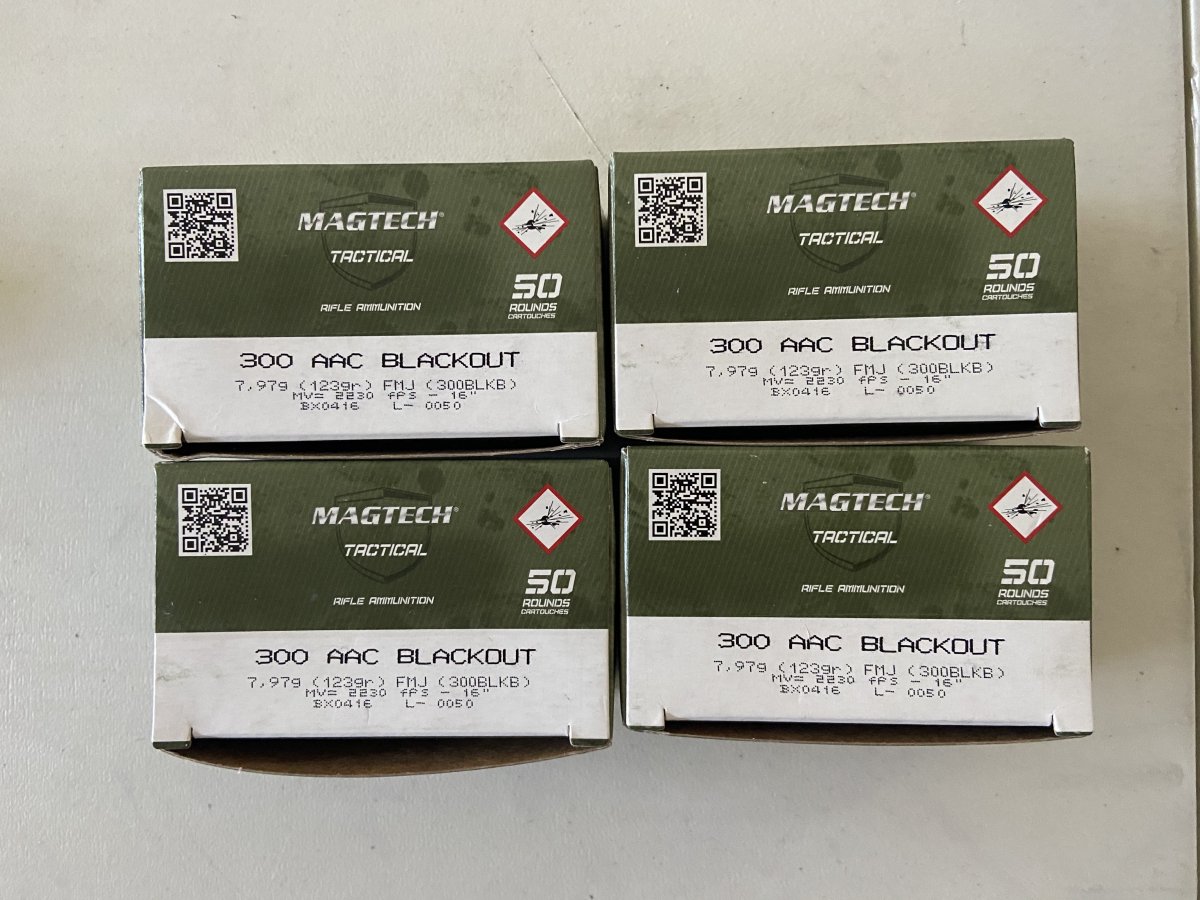 MAGTECH®
TACTICAL
RIFLE AMMUNITION
50
ROUNDS
CARTOUCHES
300 AAC BLACKOUT
7,97g (123gr) FMJ (300BLKB)
MV= 2230 fPS - 16"
BX0416 L- 0050
MAGTECH®
TACTICAL
RIFLE AMMUNITION
50
ROUNDS
CARTOUCHES
300 AAC BLACKOUT
7,97g (123gr) FMJ (300BLKB)
MV= 2230 fPS - 16"
BX0416 L- 0050
MAGTECH®
TACTICAL
RIFLE AMMUNITION
50
ROUNDS
CARTOUCHES
300 AAC BLACKOUT
7,97g (123gr) FMJ (300BLKB)
MV= 2230 fPS - 16"
BX0416 L- 0050
MAGTECH®
TACTICAL
RIFLE AMMUNITION
50
ROUNDS
CARTOUCHES
300 AAC BLACKOUT
7,97g (123gr) FMJ (300BLKB)
MV= 2230 fPS - 16"
BX0416 L- 0050